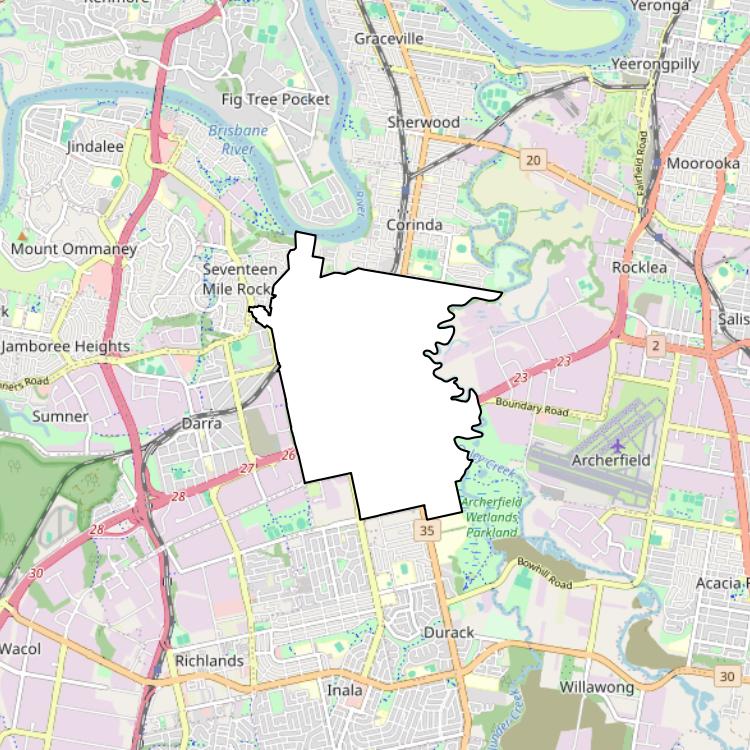 Kenmore
Yeronga
Graceville
Yeerongpilly
Fig Tree Pocket
Sherwood
Brisbane
River
Jindalee
20
Fairfield Road
Moorooka
River
Corinda
Mount Ommaney
Seventeen
Mile Rock
Rocklea
Salis
Jamboree Heights
2
23
23
ners Road
Boundary Road
Sumner
Darra
26
27
28
28
30
ey Creek
Archerfield
Archerfield
Wetlands
Parkland
35
Bowhill Road
Acacia R
Durack
Wacol
Richlands
Inala
Willawong
30
under Creek